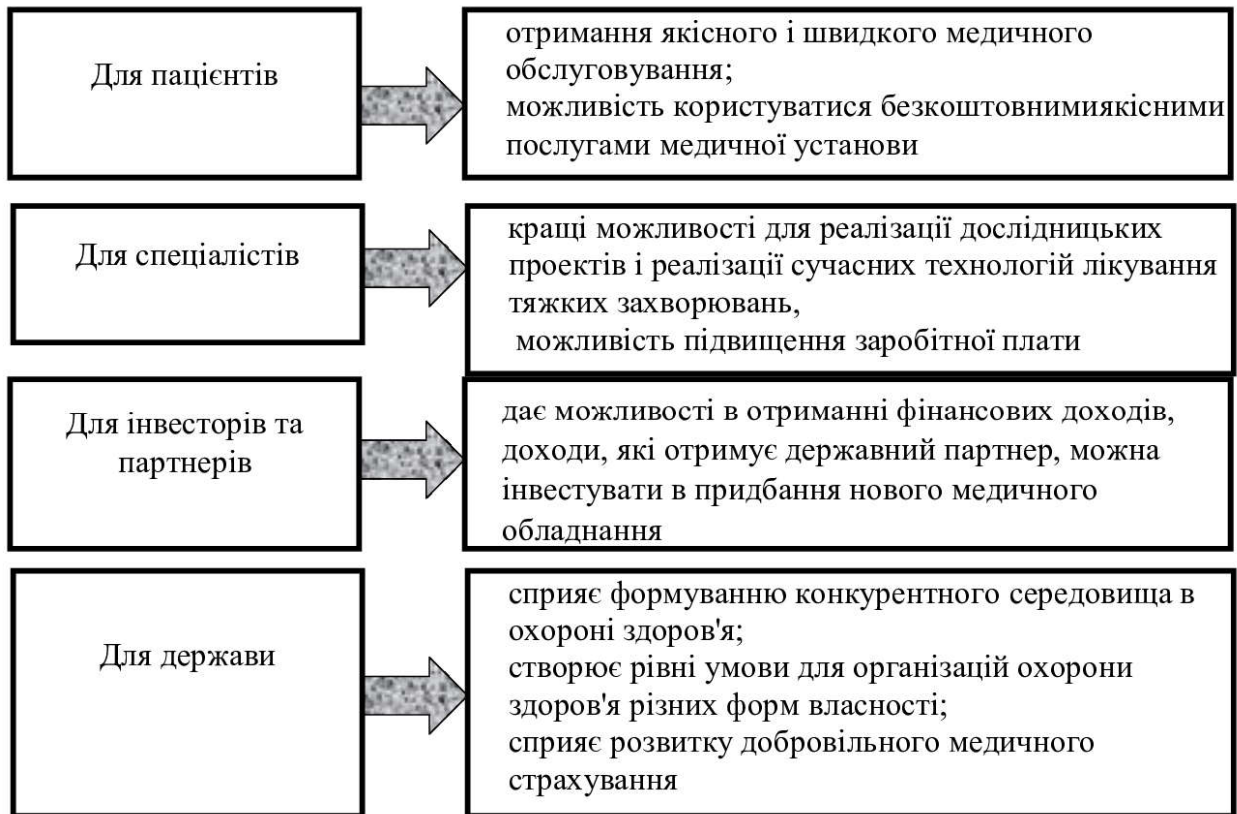 Для пацієнтів
отримання якісного і швидкого медичного
обслуговування;
можливість користуватися безкоштовнимиякісними
послугами медичної установи
Для спеціалістів
кращі можливості для реалізації дослідницьких
проектів і реалізації сучасних технологій лікування
тяжких захворювань,
можливість підвищення заробітної плати
Для інвесторів та
партнерів
дає можливості в отриманні фінансових доходів,
доходи, які отримує державний партнер, можна
інвестувати в придбання нового медичного
обладнання
Для держави
сприяє формуванню конкурентного середовища в
охороні здоров'я;
створює рівні умови для організацій охорони
здоров'я різних форм власності;
сприяє розвитку добровільного медичного
страхування